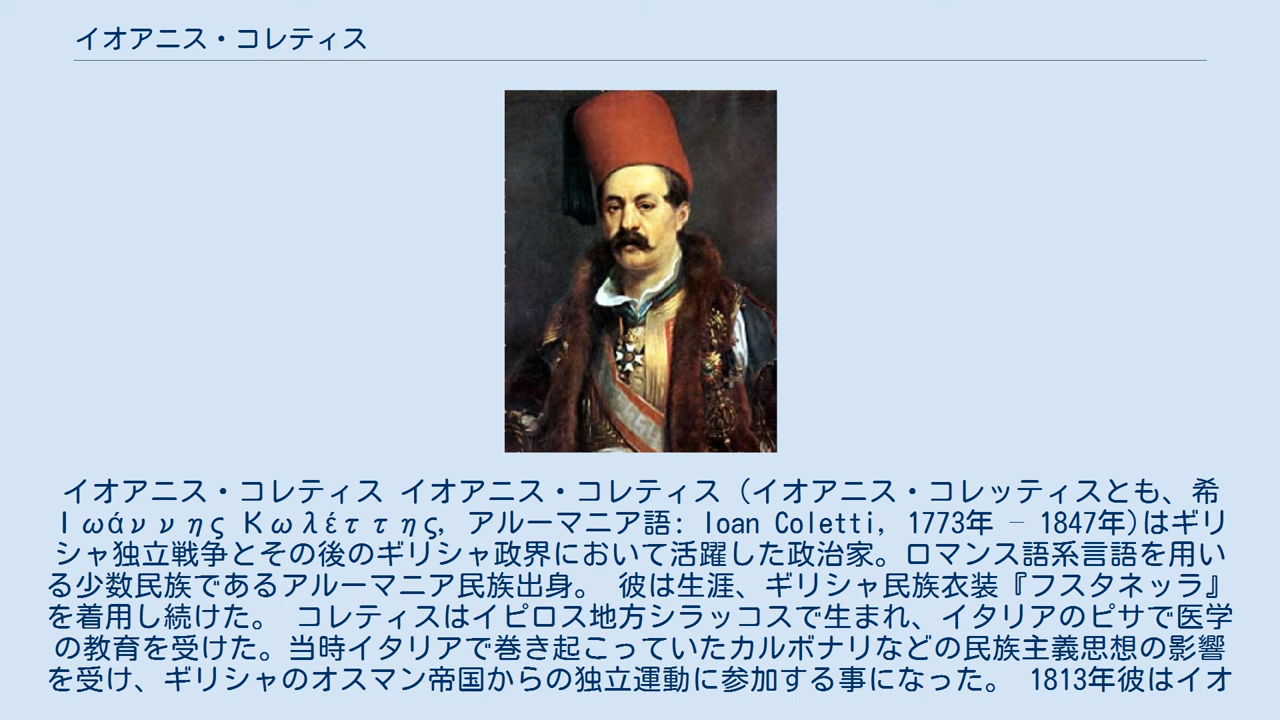 イオアニス・コレティス
イオアニス・コレティス イオアニス・コレティス（イオアニス・コレッティスとも、希
Ιωάννης Κωλέττης, アルーマニア語: Ioan Coletti, 1773年 – 1847年)はギリ
シャ独立戦争とその後のギリシャ政界において活躍した政治家。ロマンス語系言語を用い
る少数民族であるアルーマニア民族出身。 彼は生涯、ギリシャ民族衣装『フスタネッラ』
を着用し続けた。 コレティスはイピロス地方シラッコスで生まれ、イタリアのピサで医学
の教育を受けた。当時イタリアで巻き起こっていたカルボナリなどの民族主義思想の影響
を受け、ギリシャのオスマン帝国からの独立運動に参加する事になった。 1813年彼はイオ